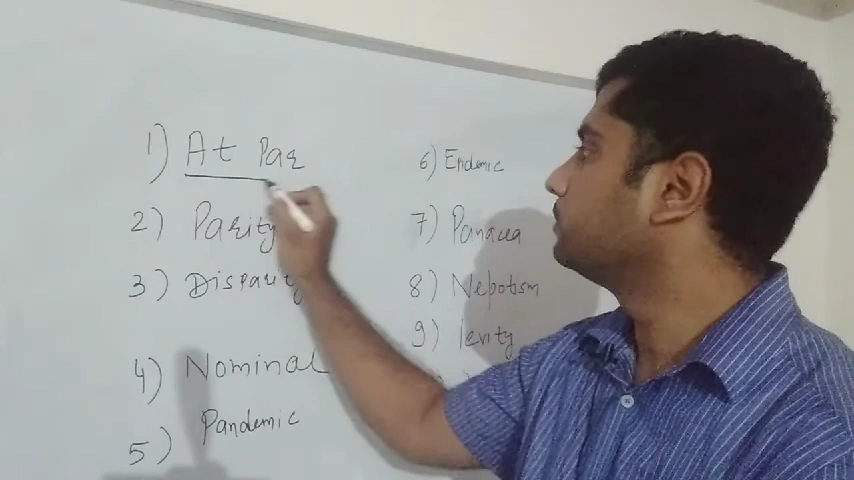 1) At Par
2) Parity
3) Disparity
4) Nominal
5) Pandemic
6) Endemic
7) Panacea
8) Nepotism
9) levity